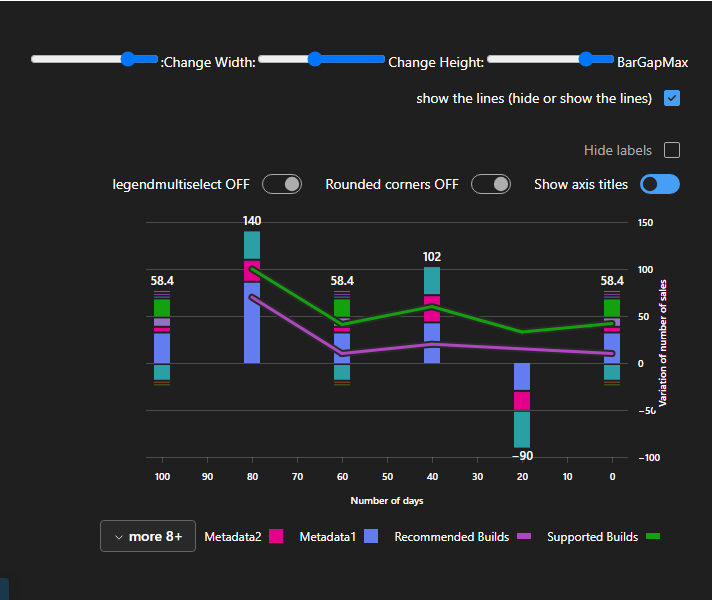 :Change Width: Change Height: BarGapMax
show the lines (hide or show the lines)
Hide labels
legendmultiselect OFF Rounded corners OFF Show axis titles
140 150
102
58.4 58.4 58.4 100
50
0
−50
−90 −100
Variation of number of sales
100 90 80 70 60 50 40 30 20 10 0
Number of days
more 8+ Metadata2 Metadata1 Recommended Builds Supported Builds